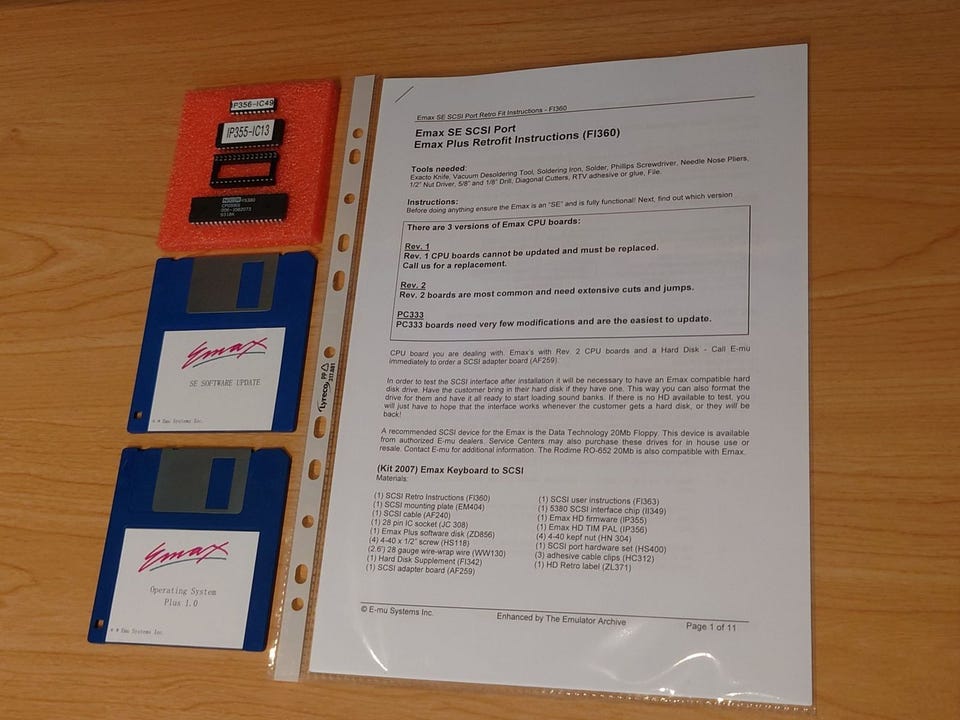 IP356-IC49
IP355-IC13
Emax
SE SOFTWARE UPDATE
® ® Emu Systems Inc.
Emax
Operating System
Plus 1.0
® ® Emu Systems Inc.
Lyreco PP
Emax SE SCSI Port Retro Fit Instructions - FI360
Emax SE SCSI Port
Emax Plus Retrofit Instructions (FI360)
Tools needed:
Exacto Knife, Vacuum Desoldering Tool, Soldering Iron, Solder, Phillips Screwdriver, Needle Nose Pliers,
1/2" Nut Driver, 5/8" and 1/8" Drill, Diagonal Cutters, RTV adhesive or glue, File.
Instructions:
Before doing anything ensure the Emax is an "SE" and is fully functional! Next, find out which version
There are 3 versions of Emax CPU boards:
Rev. 1
Rev. 1 CPU boards cannot be updated and must be replaced.
Call us for a replacement.
Rev. 2
Rev. 2 boards are most common and need extensive cuts and jumps.
PC333
PC333 boards need very few modifications and are the easiest to update.
CPU board you are dealing with. Emax's with Rev. 2 CPU boards and a Hard Disk - Call E-mu
immediately to order a SCSI adapter board (AF259).
In order to test the SCSI interface after installation it will be necessary to have an Emax compatible hard
disk drive. Have the customer bring in their hard disk if they have one. This way you can also format the
drive for them and have it all ready to start loading sound banks. If there is no HD available to test, you
will just have to hope that the interface works whenever the customer gets a hard disk, or they will be
back!
A recommended SCSI device for the Emax is the Data Technology 20Mb Floppy. This device is available
from authorized E-mu dealers. Service Centers may also purchase these drives for in house use or
resale. Contact E-mu for additional information. The Rodime RO-652 20Mb is also compatible with Emax.
(Kit 2007) Emax Keyboard to SCSI
Materials:
(1) SCSI Retro Instructions (FI360)
(1) SCSI mounting plate (EM404)
(1) SCSI cable (AF240)
(1) 28 pin IC socket (JC 308)
(1) Emax Plus software disk (ZD856)
(4) 4-40 x 1/2" screw (HS118)
(2.6') 28 gauge wire-wrap wire (WW130)
(1) Hard Disk Supplement (FI342)
(1) SCSI adapter board (AF259)
(1) SCSI user instructions (FI363)
(1) 5380 SCSI interface chip (II349)
(1) Emax HD firmware (IP355)
(1) Emax HD TIM PAL (IP356)
(4) 4-40 kepf nut (HN 304)
(1) SCSI port hardware set (HS400)
(3) adhesive cable clips (HC312)
(1) HD Retro label (ZL371)
© E-mu Systems Inc.
Enhanced by The Emulator Archive
Page 1 of 11